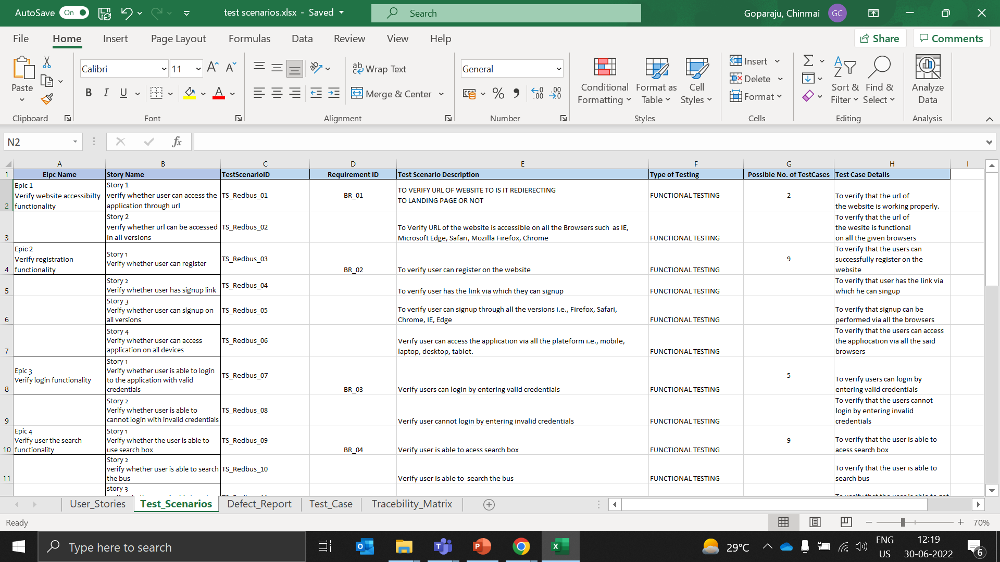 AutoSave On test scenarios.xlsx - Saved Search Goparaju, Chinmai GC
File Home Insert Page Layout Formulas Data Review View Help Share Comments
Paste Calibri 11 Wrap Text General Conditional Formatting Format as Table Cell Styles Insert Sort & Filter Find & Select Analyze Data
Merge & Center Delete
Format
Clipboard Font Alignment Number Styles Cells Editing Analysis
N2 fx
A B C D E F G H I
1 Eipc Name Story Name TestScenarioID Requirement ID Test Scenario Description Type of Testing Possible No. of TestCases Test Case Details
2
Epic 1
Verify website accessibilty
functionality
Story 1
verify whether user can access the
application through url
TS_Redbus_01
BR_01
TO VERIFY URL OF WEBSITE TO IS IT REDIERECTING
TO LANDING PAGE OR NOT
FUNCTIONAL TESTING
2
To verify that the url of
the website is working properly.
3
Story 2
verify whether url can be accessed
in all versions
TS_Redbus_02
To Verify URL of the website is accessible on all the Browsers such as IE,
Microsoft Edge, Safari, Mozilla Firefox, Chrome
FUNCTIONAL TESTING
To verify that the url of
the wesite is functional
on all the given browsers
4
Epic 2
Verify registration
functionality
Story 1
Verify whether user can register
TS_Redbus_03
BR_02
To verify user can register on the website
FUNCTIONAL TESTING
9
To verify that the users can
successfully register on the
website
5
Story 2
Verify whether user has signup link
TS_Redbus_04
To verify user has the link via which they can signup
FUNCTIONAL TESTING
To verify that user has the link via
which he can singup
6
Story 3
Verify whether user can signup on
all versions
TS_Redbus_05
To verify user can signup through all the versions i.e., Firefox, Safari,
Chrome, IE, Edge
FUNCTIONAL TESTING
To verify that signup can be
performed via all the browsers
7
Story 4
Verify whether user can access
application on all devices
TS_Redbus_06
Verify user can access the application via all the plateform i.e., mobile,
laptop, desktop, tablet.
FUNCTIONAL TESTING
To verify that the users can access
the appliocation via all the said
browsers
8
Epic 3
Verify login functionality
Story 1
Verify whether user is able to login
to the application with valid
credentials
TS_Redbus_07
BR_03
Verify users can login by entering valid credentials
FUNCTIONAL TESTING
5
To verify users can login by
entering valid credentials
9
Story 2
Verify whether user is able to
cannot login with invalid credentials
TS_Redbus_08
Verify user cannot login by entering invalid credentials
FUNCTIONAL TESTING
To verify that the users cannot
login by entering invalid
credentials
10
Epic 4
Verify user the search
functionality
Story 1
Verify whether the user is able to
use search box
TS_Redbus_09
BR_04
Verify user is able to acess search box
FUNCTIONAL TESTING
9
To verify that the user is able to
acess search box
11
Story 2
verify whether user is able to search
the bus
TS_Redbus_10
Verify user is able to search the bus
FUNCTIONAL TESTING
To verify that the user is able to
search bus
story 3
User_Stories Test_Scenarios Defect_Report Test_Case Tracebility_Matrix
Ready 70%
Type here to search 29°C ENG US 12:19 30-06-2022 6